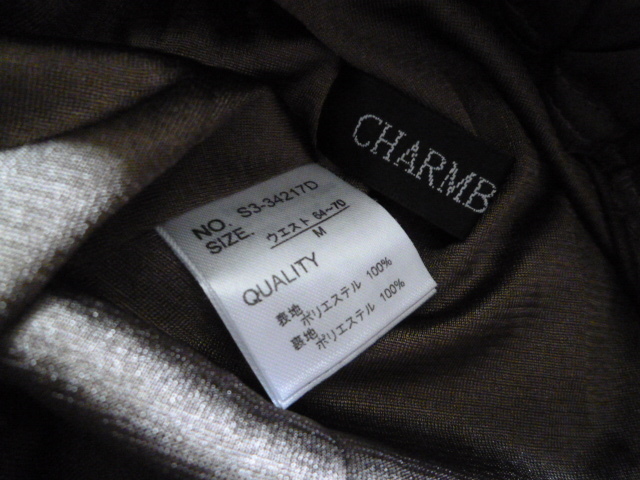 CHARMB
NO. S3-34217D
SIZE. ウエスト 64~70
M
QUALITY
表地
ポリエステル 100%
裏地
ポリエステル 100%